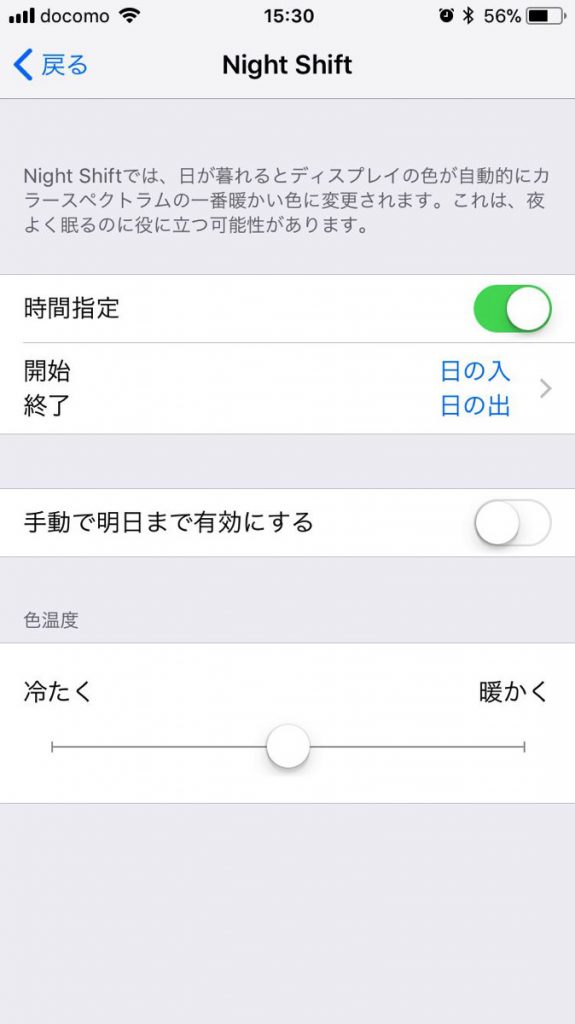 docomo 15:30 56%
戻る Night Shift
Night Shiftでは、日が暮れるとディスプレイの色が自動的にカ
ラースペクトラムの一番暖かい色に変更されます。これは、夜
よく眠るのに役に立つ可能性があります。
時間指定
開始 日の入
終了 日の出
手動で明日まで有効にする
色温度
冷たく 暖かく